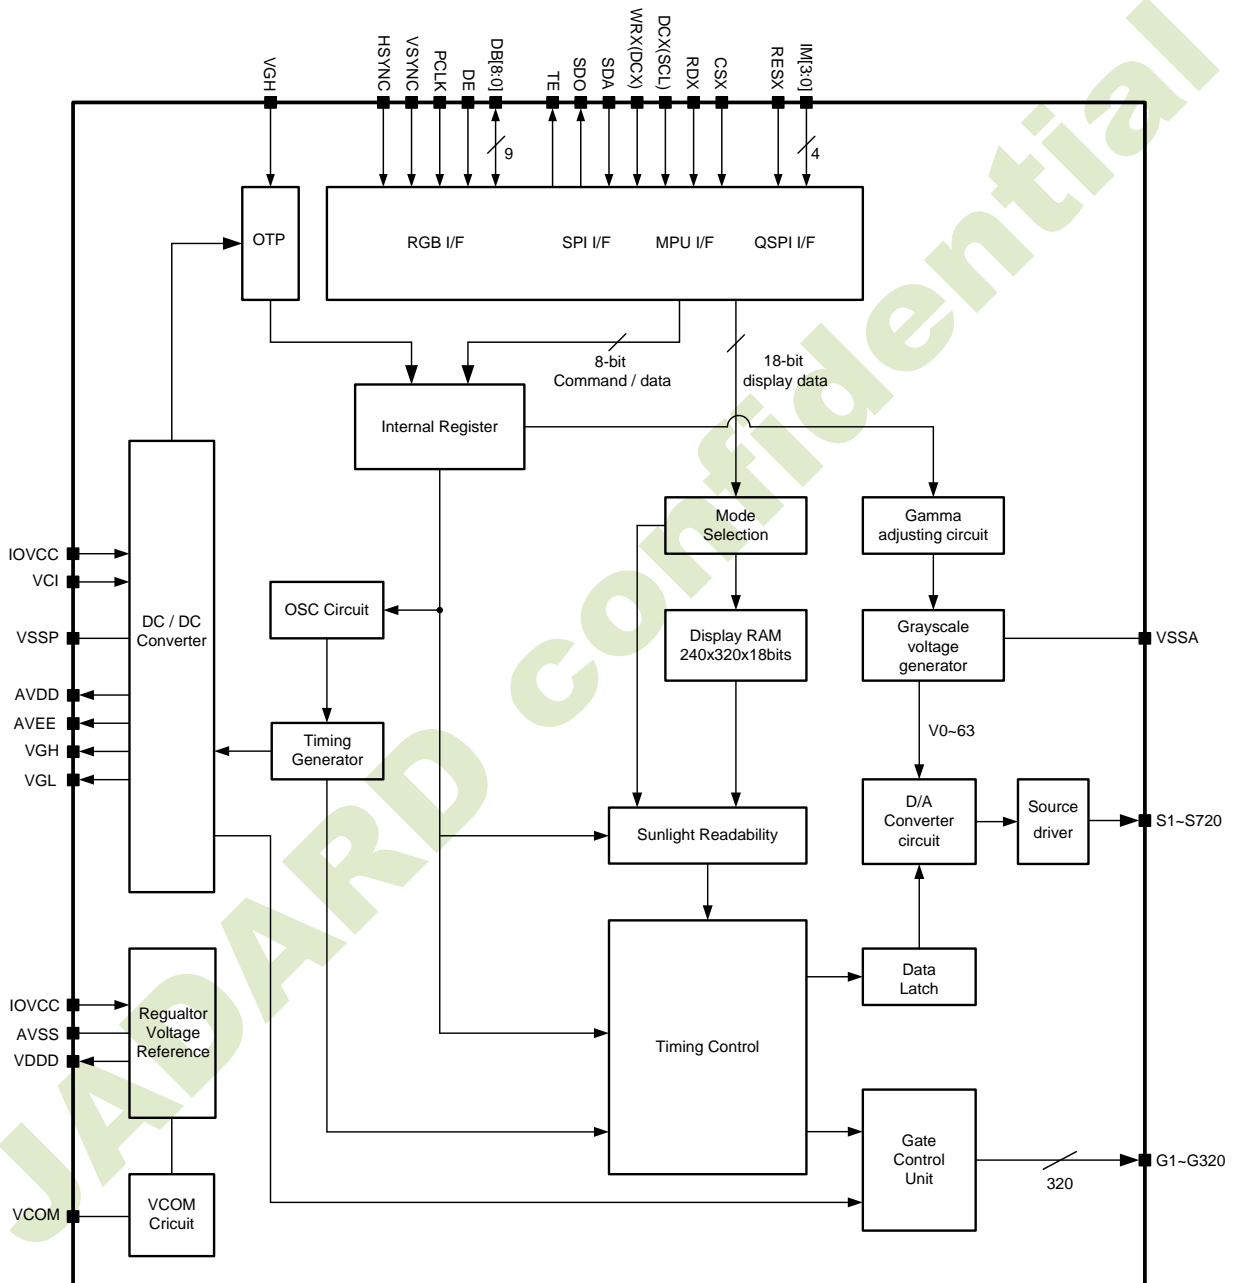 VGH
HSYNC
VSYNC
PCLK
DE
DB[8:0]
TE
SDO
SDA
WRX(DCX)
DCX(SCL)
RDX
CSX
RESX
IM[3:0]
9
4
OTP
RGB I/F
SPI I/F
MPU I/F
QSPI I/F
8-bit
Command / data
18-bit
display data
Internal Register
Mode
Selection
Gamma
adjusting circuit
IOVCC
VCI
VSSP
AVDD
AVEE
VGH
VGL
DC / DC
Converter
OSC Circuit
Display RAM
240x320x18bits
Grayscale
voltage
generator
VSSA
Timing
Generator
V0~63
Sunlight Readability
D/A
Converter
circuit
Source
driver
S1~S720
IOVCC
AVSS
VDDD
Regualtor
Voltage
Reference
Timing Control
Data
Latch
Gate
Control
Unit
320
G1~G320
VCOM
VCOM
Cricuit
JADARD confidential